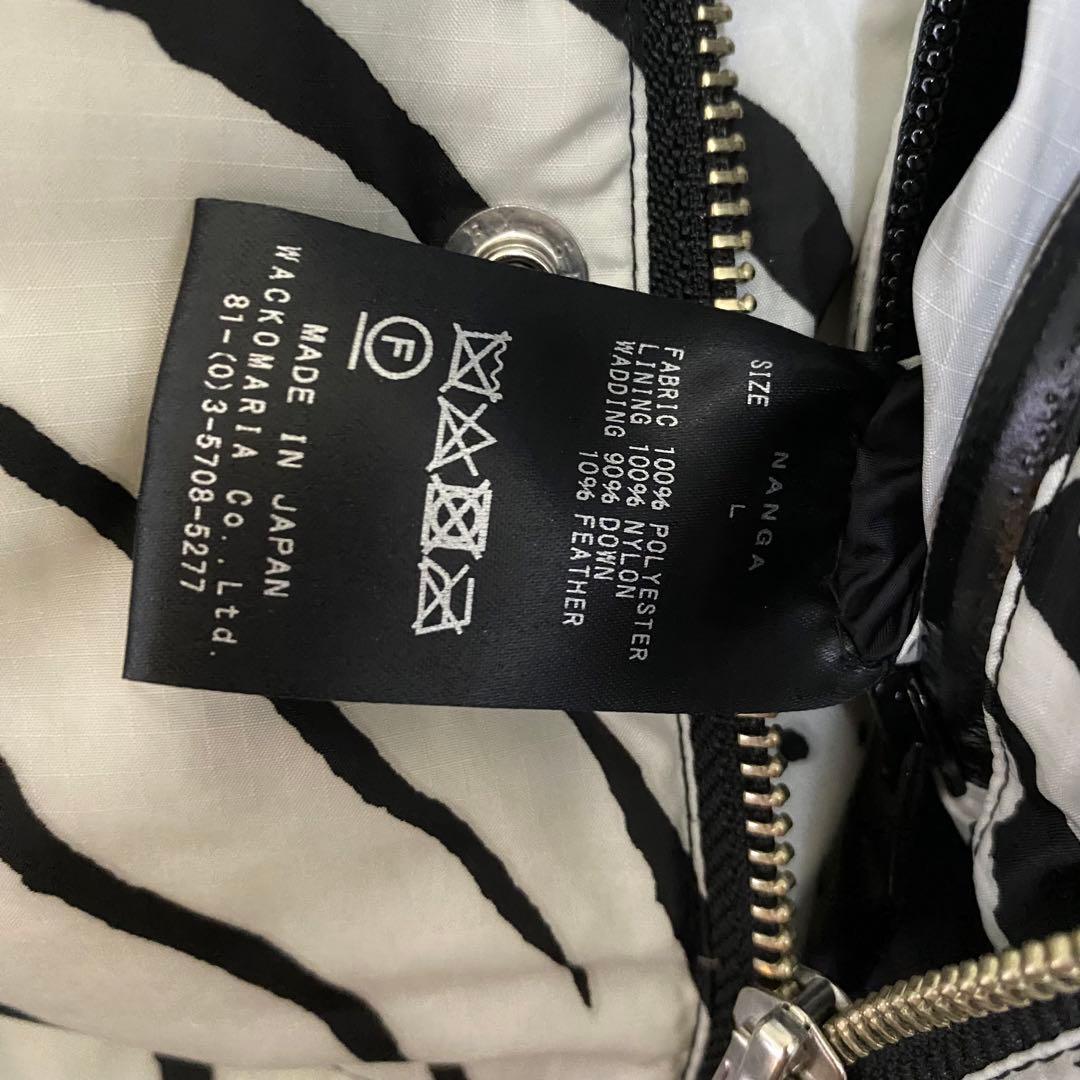 NANGA
SIZE L
FABRIC 100% POLYESTER
LINING 100% NYLON
WADDING 90% DOWN
10% FEATHER
F
MADE IN JAPAN
WACKOMARIA Co.,Ltd.
81-(0)3-5708-5277